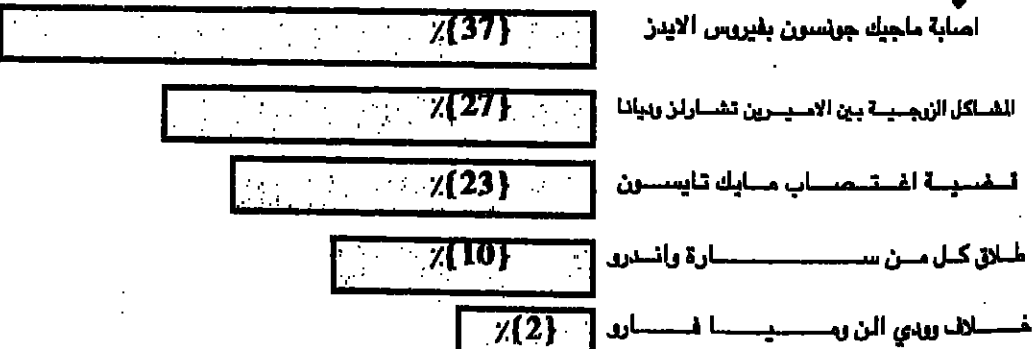 اصابة ماجيك جونسون بفيروس الايدز {37}٪
المشاكل الزوجية بين الاميرين تشارلز وديانا {27}٪
قضية اغتصاب مايك تايسون {23}٪
طلاق كل من سارة واندرو {10}٪
خلاف وودي الن وميا فارو {2}٪